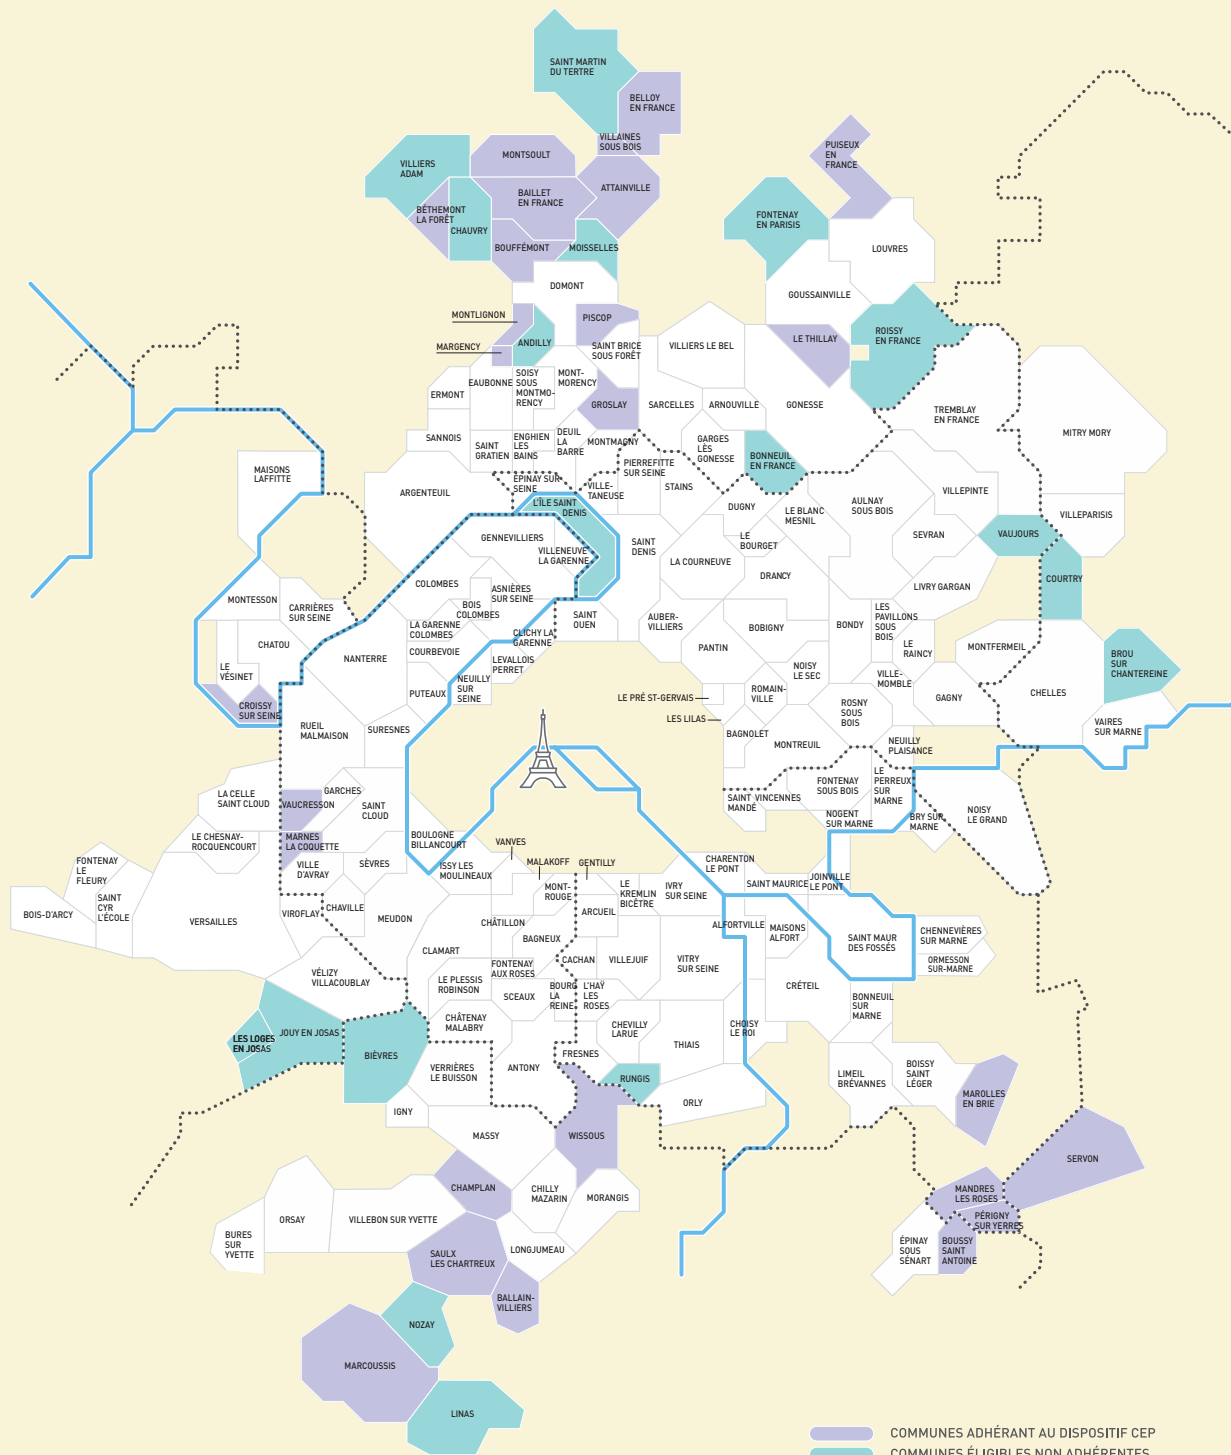 SAINT MARTIN
DU TERTRE
BELLOY
EN FRANCE
VILLAINES
SOUS BOIS
MONTSOULT
VILLIERS
ADAM
BAILLET
EN FRANCE
ATTAINVILLE
BÉTHEMONT
LA FORÊT
CHAUVRY
BOUFFÉMONT
MOISSELLES
PUISEUX
EN
FRANCE
FONTENAY
EN PARISIS
LOUVRES
DOMONT
GOUSSAINVILLE
MONTLIGNON
PISCOP
ROISSY
EN FRANCE
LE THILLAY
MARGENCY
ANDILLY
SAINT BRICE
SOUS FORÊT
VILLIERS LE BEL
EAUBONNE
SOISY
SOUS
MONTMO-
RENCY
MONT-
MORENCY
ERMONT
GROSLAY
SARCELLES
ARNOUVILLE
GONESSE
TREMBLAY
EN FRANCE
MITRY MORY
SANNOIS
SAINT
GRATIEN
ENGHIEN
LES
BAINS
DEUIL
LA
BARRE
MONTMAGNY
GARGES
LÈS
GONESSE
BONNEUIL
EN FRANCE
PIERREFITTE
SUR SEINE
MAISONS
LAFFITTE
ARGENTEUIL
ÉPINAY SUR
SEINE
VILLE-
TANEUSE
STAINS
VILLEPINTE
L'ÎLE SAINT
DENIS
DUGNY
LE BLANC
MESNIL
AULNAY
SOUS BOIS
VILLEPARISIS
GENNEVILLIERS
VILLENEUVE
LA GARENNE
SAINT
DENIS
LE
BOURGET
SEVRAN
VAUJOURS
LA COURNEUVE
DRANCY
COURTRY
COLOMBES
LIVRY GARGAN
ASNIÈRES
SUR SEINE
BOIS
COLOMBES
MONTESSON
CARRIÈRES
SUR SEINE
SAINT
OUEN
AUBER-
VILLIERS
LES
PAVILLONS
SOUS
BOIS
LA GARENNE
COLOMBES
CLICHY LA
GARENNE
BOBIGNY
BONDY
CHATOU
COURBEVOIE
PANTIN
LE
RAINCY
MONTFERMEIL
NANTERRE
LEVALLOIS
PERRET
BROU
SUR
CHANTEREINE
LE
VÉSINET
NOISY
LE SEC
VILLE-
MOMBLE
NEUILLY
SUR
SEINE
PUTEAUX
LE PRÉ ST-GERVAIS
ROMAIN-
VILLE
GAGNY
CHELLES
CROISSY
SUR SEINE
ROSNY
SOUS
BOIS
LES LILAS
VAIRES
SUR MARNE
RUEIL
MALMAISON
SURESNES
BAGNOLET
MONTREUIL
NEUILLY
PLAISANCE
LE
PERREUX
SUR
MARNE
FONTENAY
SOUS BOIS
LA CELLE
SAINT CLOUD
GARCHES
VAUCRESSON
SAINT
CLOUD
SAINT
MANDÉ
VINCENNES
NOGENT
SUR MARNE
BRY SUR
MARNE
NOISY
LE GRAND
LE CHESNAY-
ROCQUENCOURT
MARNES
LA COQUETTE
BOULOGNE
BILLANCOURT
VANVES
FONTENAY
LE
FLEURY
VILLE
D'AVRAY
SÈVRES
ISSY LES
MOULINEAUX
MALAKOFF
GENTILLY
CHARENTON
LE PONT
SAINT MAURICE
JOINVILLE
LE PONT
MONT-
ROUGE
LE
KREMLIN
BICÊTRE
IVRY
SUR SEINE
SAINT
CYR
L'ÉCOLE
BOIS-D'ARCY
VERSAILLES
VIROFLAY
CHAVILLE
MEUDON
CHÂTILLON
ARCUEIL
ALFORTVILLE
MAISONS
ALFORT
SAINT MAUR
DES FOSSÉS
CHENNEVIÈRES
SUR MARNE
BAGNEUX
CLAMART
CACHAN
VILLEJUIF
VITRY
SUR SEINE
ORMESSON
SUR-MARNE
FONTENAY
AUX ROSES
VÉLIZY
VILLACOUBLAY
LE PLESSIS
ROBINSON
SCEAUX
BOURG
LA
REINE
L'HAŸ
LES
ROSES
CRÉTEIL
BONNEUIL
SUR
MARNE
CHÂTENAY
MALABRY
CHEVILLY
LARUE
CHOISY
LE ROI
JOUY EN JOSAS
LES LOGES
EN JOSAS
BIÈVRES
THIAIS
FRESNES
VERRIÈRES
LE BUISSON
ANTONY
RUNGIS
LIMEIL
BRÉVANNES
BOISSY
SAINT
LÉGER
MAROLLES
EN BRIE
IGNY
ORLY
MASSY
WISSOUS
SERVON
CHAMPLAN
CHILLY
MAZARIN
MORANGIS
MANDRES
LES ROSES
ORSAY
VILLEBON SUR YVETTE
PÉRIGNY
SUR YERRES
BURES
SUR
YVETTE
SAULX
LES CHARTREUX
LONGJUMEAU
ÉPINAY
SOUS
SÉNART
BOUSSY
SAINT
ANTOINE
BALLAIN-
VILLIERS
NOZAY
MARCOUSSIS
LINAS
COMMUNES ADHÉRANT AU DISPOSITIF CEP
COMMUNES ÉLIGIBLES NON ADHÉRENTES